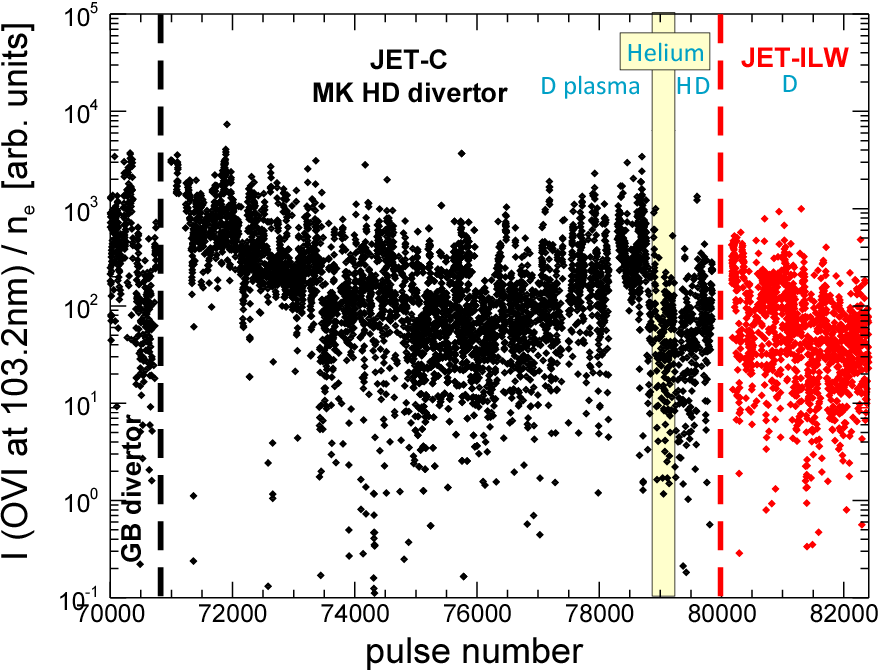 10^5
10^4
10^3
10^2
10^1
10^0
10^-1
I (OVI at 103.2nm) / n_e [arb. units]
JET-C
MK HD divertor
D plasma
Helium
HD
JET-ILW
D
GB divertor
70000 72000 74000 76000 78000 80000 82000
pulse number